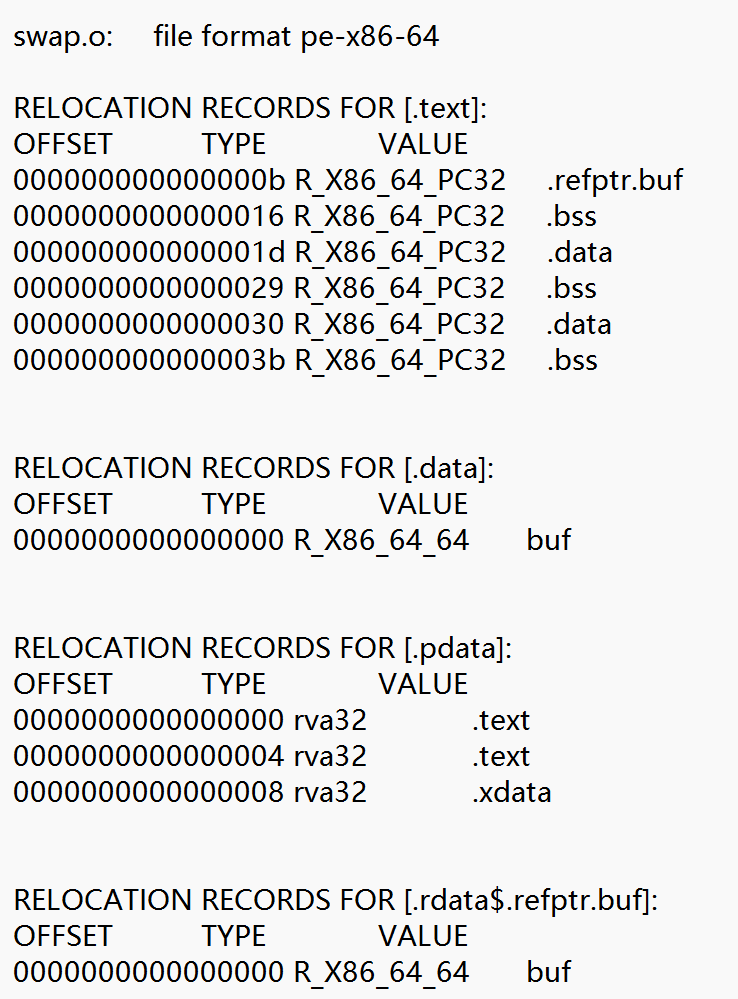 swap.o:     file format pe-x86-64
RELOCATION RECORDS FOR [.text]:
OFFSET           TYPE              VALUE
000000000000000b R_X86_64_PC32     .refptr.buf
0000000000000016 R_X86_64_PC32     .bss
000000000000001d R_X86_64_PC32     .data
0000000000000029 R_X86_64_PC32     .bss
0000000000000030 R_X86_64_PC32     .data
000000000000003b R_X86_64_PC32     .bss
RELOCATION RECORDS FOR [.data]:
OFFSET           TYPE              VALUE
0000000000000000 R_X86_64_64       buf
RELOCATION RECORDS FOR [.pdata]:
OFFSET           TYPE              VALUE
0000000000000000 rva32             .text
0000000000000004 rva32             .text
0000000000000008 rva32             .xdata
RELOCATION RECORDS FOR [.rdata$.refptr.buf]:
OFFSET           TYPE              VALUE
0000000000000000 R_X86_64_64       buf